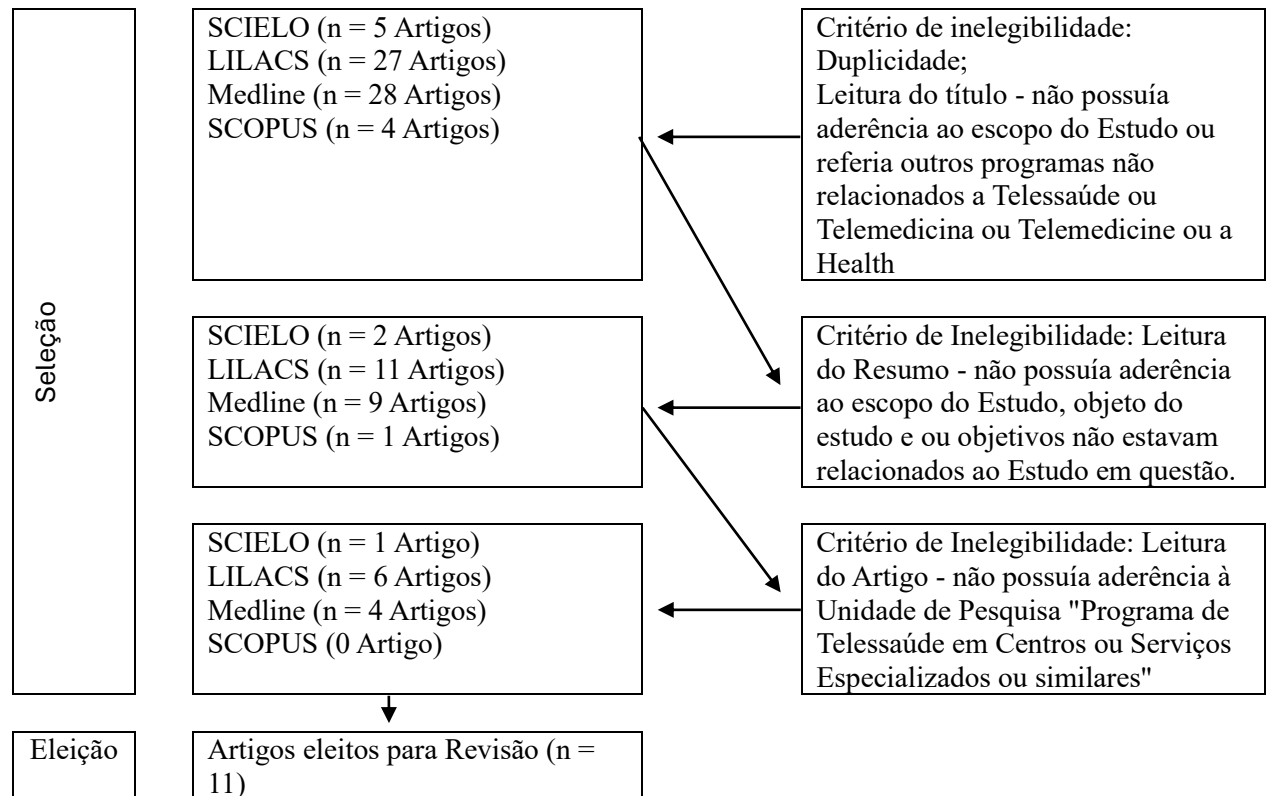 Seleção
SCIELO (n = 5 Artigos)
LILACS (n = 27 Artigos)
Medline (n = 28 Artigos)
SCOPUS (n = 4 Artigos)
Critério de inelegibilidade:
Duplicidade;
Leitura do título - não possuía
aderência ao escopo do Estudo ou
referia outros programas não
relacionados a Telessaúde ou
Telemedicina ou Telemedicine ou a
Health
SCIELO (n = 2 Artigos)
LILACS (n = 11 Artigos)
Medline (n = 9 Artigos)
SCOPUS (n = 1 Artigos)
Critério de Inelegibilidade: Leitura
do Resumo - não possuía aderência
ao escopo do Estudo, objeto do
estudo e ou objetivos não estavam
relacionados ao Estudo em questão.
SCIELO (n = 1 Artigo)
LILACS (n = 6 Artigos)
Medline (n = 4 Artigos)
SCOPUS (0 Artigo)
Critério de Inelegibilidade: Leitura
do Artigo - não possuía aderência à
Unidade de Pesquisa "Programa de
Telessaúde em Centros ou Serviços
Especializados ou similares"
Eleição
Artigos eleitos para Revisão (n =
11)